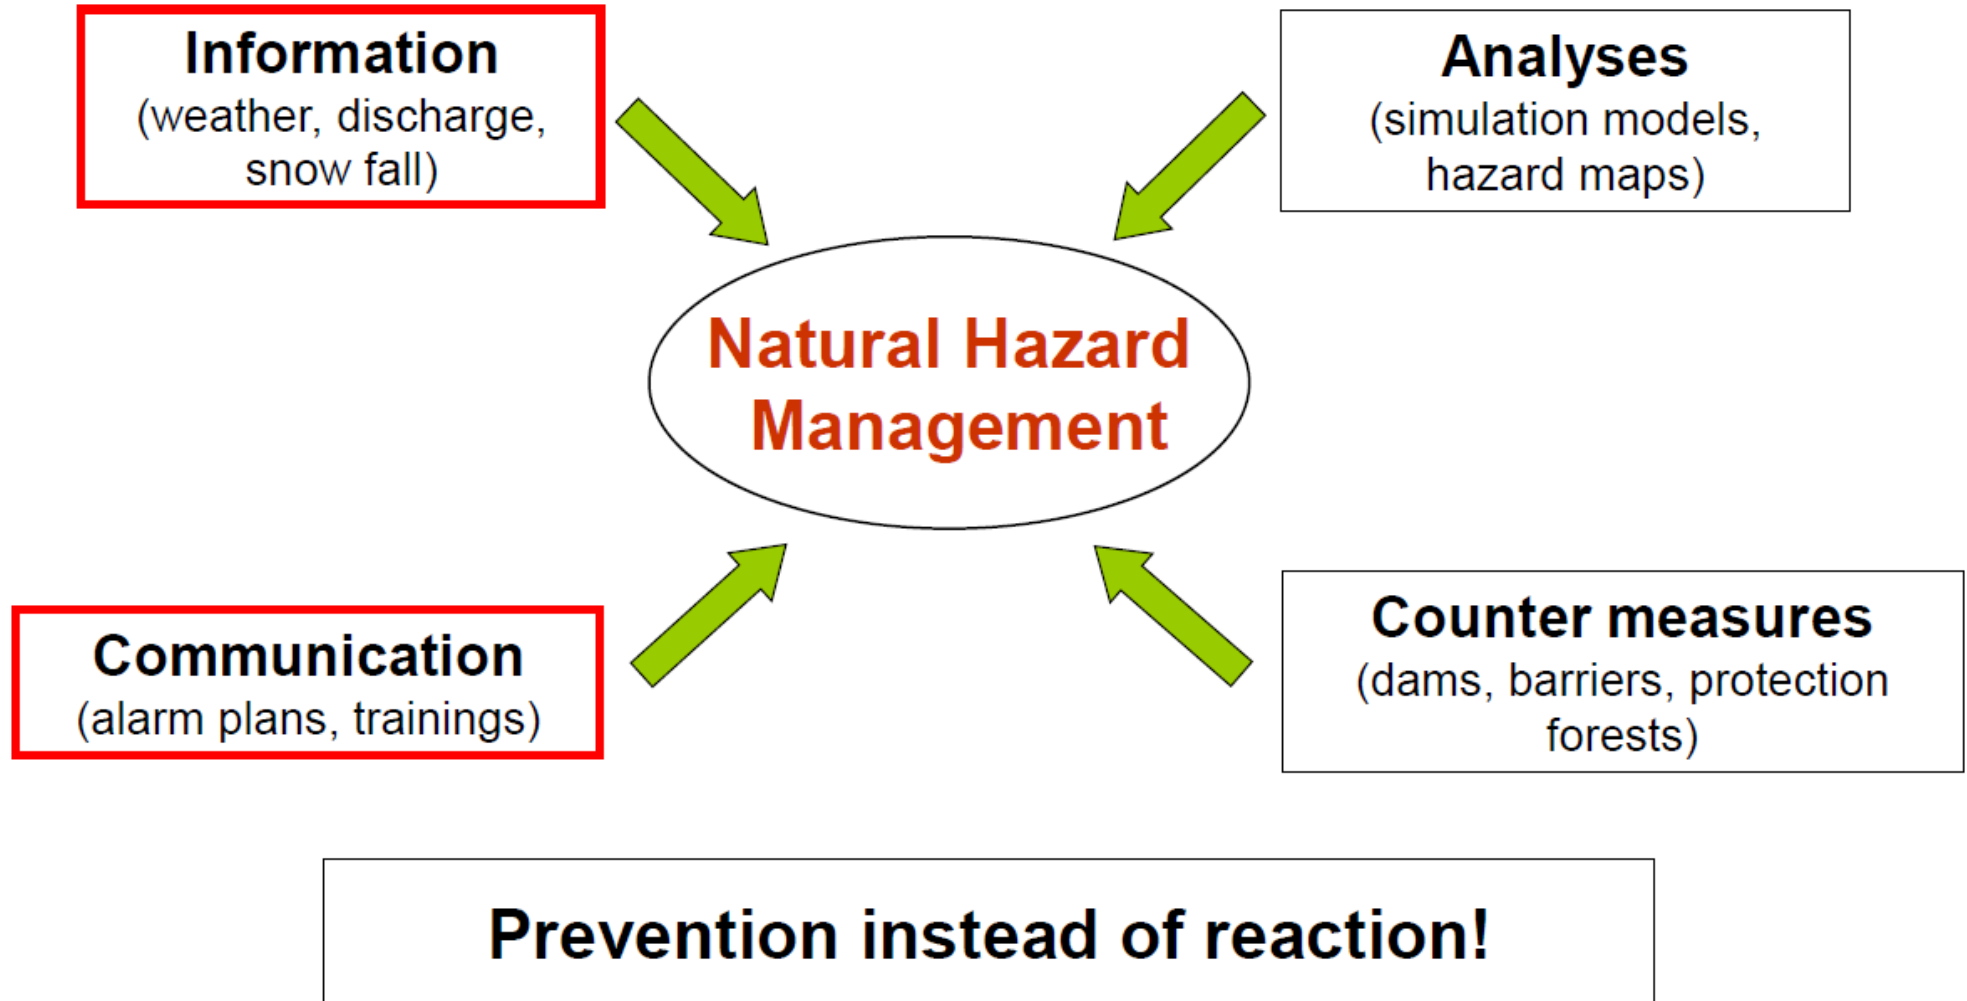 Information
(weather, discharge,
snow fall)
Analyses
(simulation models,
hazard maps)
Natural Hazard
Management
Communication
(alarm plans, trainings)
Counter measures
(dams, barriers, protection
forests)
Prevention instead of reaction!